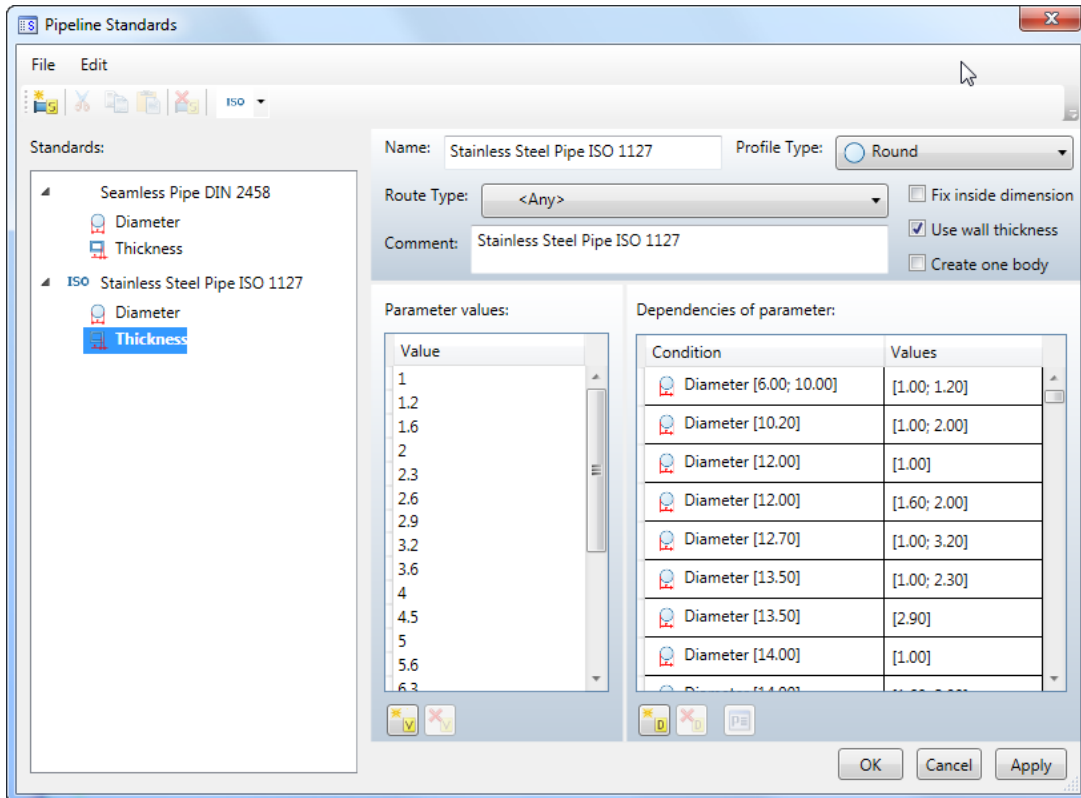 Pipeline Standards
File Edit
ISO
Standards:
Seamless Pipe DIN 2458
Diameter
Thickness
ISO Stainless Steel Pipe ISO 1127
Diameter
Thickness
Name: Stainless Steel Pipe ISO 1127 Profile Type: Round
Route Type: <Any>
Comment: Stainless Steel Pipe ISO 1127
Fix inside dimension
Use wall thickness
Create one body
Parameter values:
Value
1
1.2
1.6
2
2.3
2.6
2.9
3.2
3.6
4
4.5
5
5.6
6.3
Dependencies of parameter:
Condition Values
Diameter [6.00; 10.00] [1.00; 1.20]
Diameter [10.20] [1.00; 2.00]
Diameter [12.00] [1.00]
Diameter [12.00] [1.60; 2.00]
Diameter [12.70] [1.00; 3.20]
Diameter [13.50] [1.00; 2.30]
Diameter [13.50] [2.90]
Diameter [14.00] [1.00]
Diameter [14.00]
OK Cancel Apply